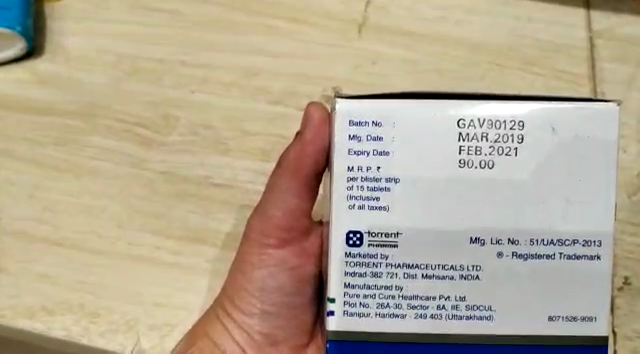 Batch No. : GAV90129
Mfg. Date : MAR.2019
Expiry Date : FEB.2021
M.R.P. ₹ 90.00
per blister strip
of 15 tablets
(Inclusive
of all taxes)
torrent
PHARMA
Mfg. Lic. No. : 51/UA/SC/P-2013
® - Registered Trademark
Marketed by :
TORRENT PHARMACEUTICALS LTD.
Indrad-382 721, Dist. Mehsana, INDIA.
Manufactured by :
Pure and Cure Healthcare Pvt. Ltd.
Plot No.. 26A-30, Sector - 8A, IIE, SIDCUL,
Ranipur, Haridwar - 249 403 (Uttarakhand).
8071526-9091